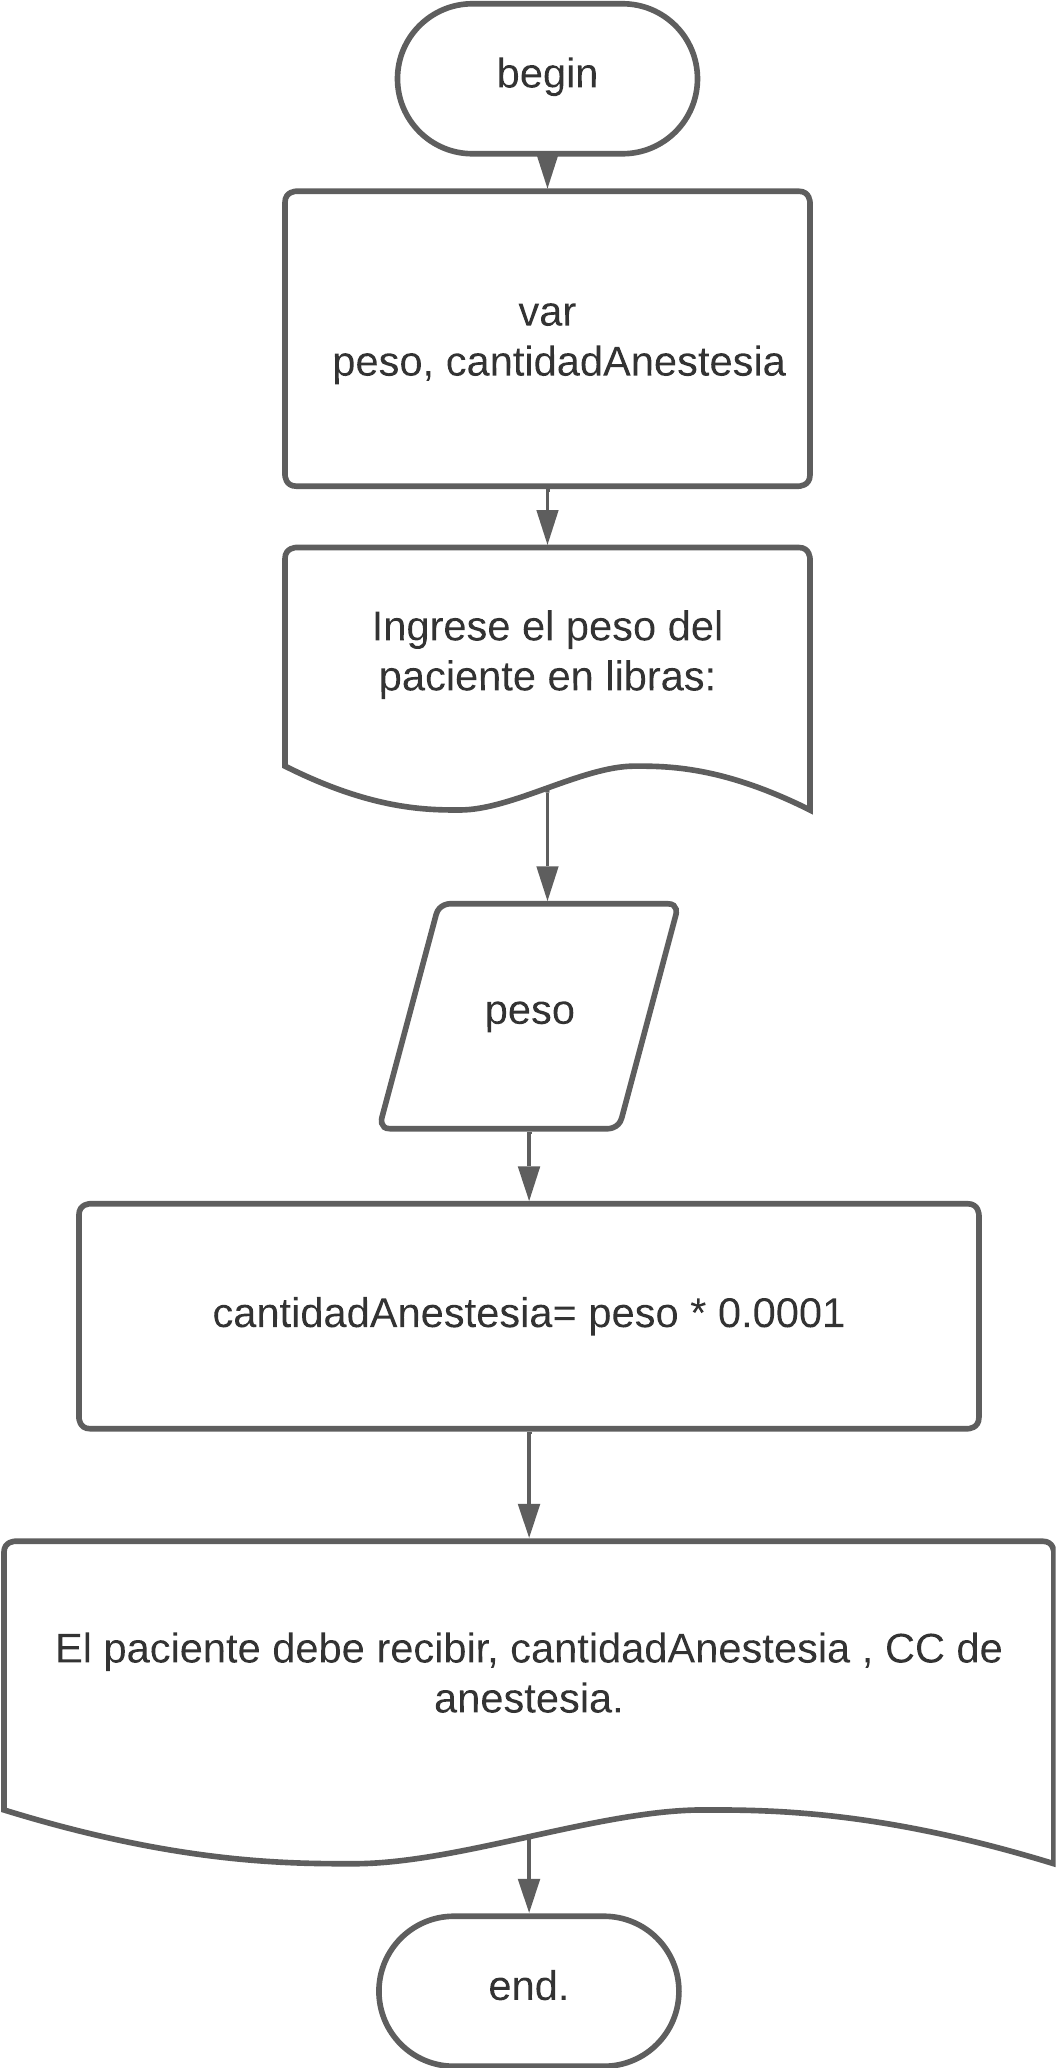 begin
var
peso, cantidadAnestesia
Ingrese el peso del
paciente en libras:
peso
cantidadAnestesia= peso * 0.0001
El paciente debe recibir, cantidadAnestesia , CC de
anestesia.
end.